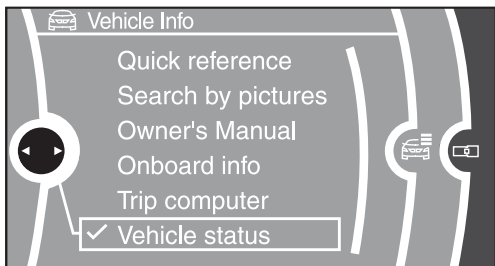 Vehicle Info
Quick reference
Search by pictures
Owner's Manual
Onboard info
Trip computer
Vehicle status